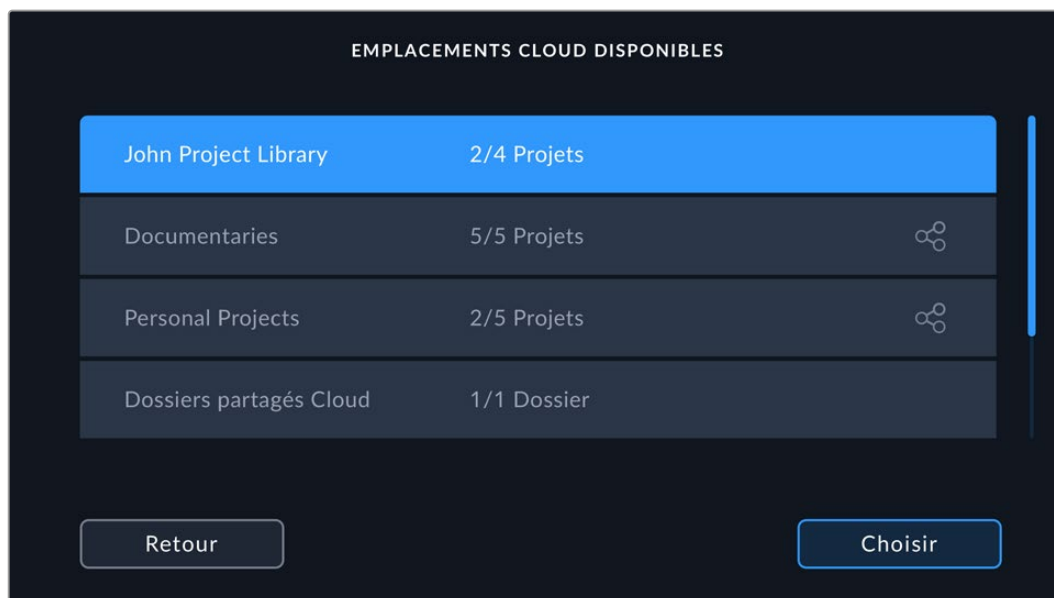 EMPLACEMENTS CLOUD DISPONIBLES
John Project Library 2/4 Projets
Documentaries 5/5 Projets
Personal Projects 2/5 Projets
Dossiers partagés Cloud 1/1 Dossier
Retour Choisir